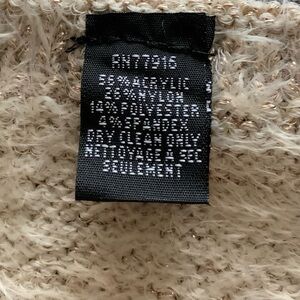 RN77916
56%ACRYLIC
26%NYLON
14%POLYESTER
4%SPANDEX
DRY CLEAN ONLY
NETTOYAGE A SEC
SEULEMENT